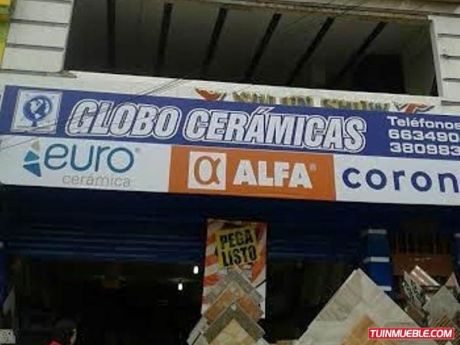 GLOBO CERÁMICAS
Teléfonos
663490
380983
euro
cerámica
α ALFA
coron
PEGA
LISTO
TUINMUEBLE.COM